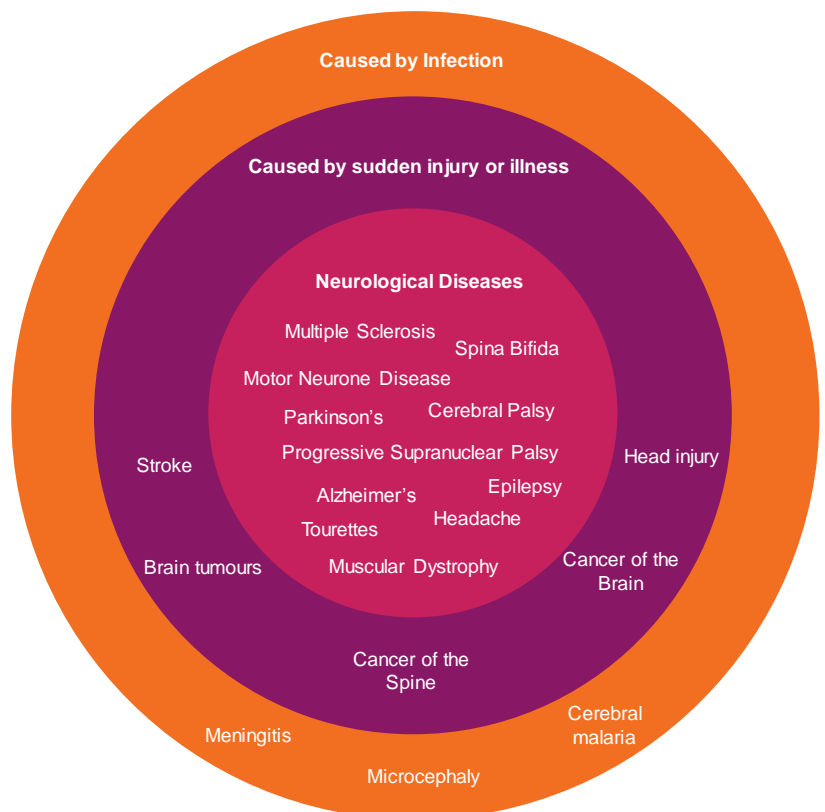 Caused by Infection
Caused by sudden injury or illness
Neurological Diseases
Multiple Sclerosis
Spina Bifida
Motor Neurone Disease
Parkinson's
Cerebral Palsy
Progressive Supranuclear Palsy
Head injury
Stroke
Alzheimer's
Epilepsy
Tourettes
Headache
Brain tumours
Muscular Dystrophy
Cancer of the
Brain
Cancer of the
Spine
Meningitis
Cerebral
malaria
Microcephaly